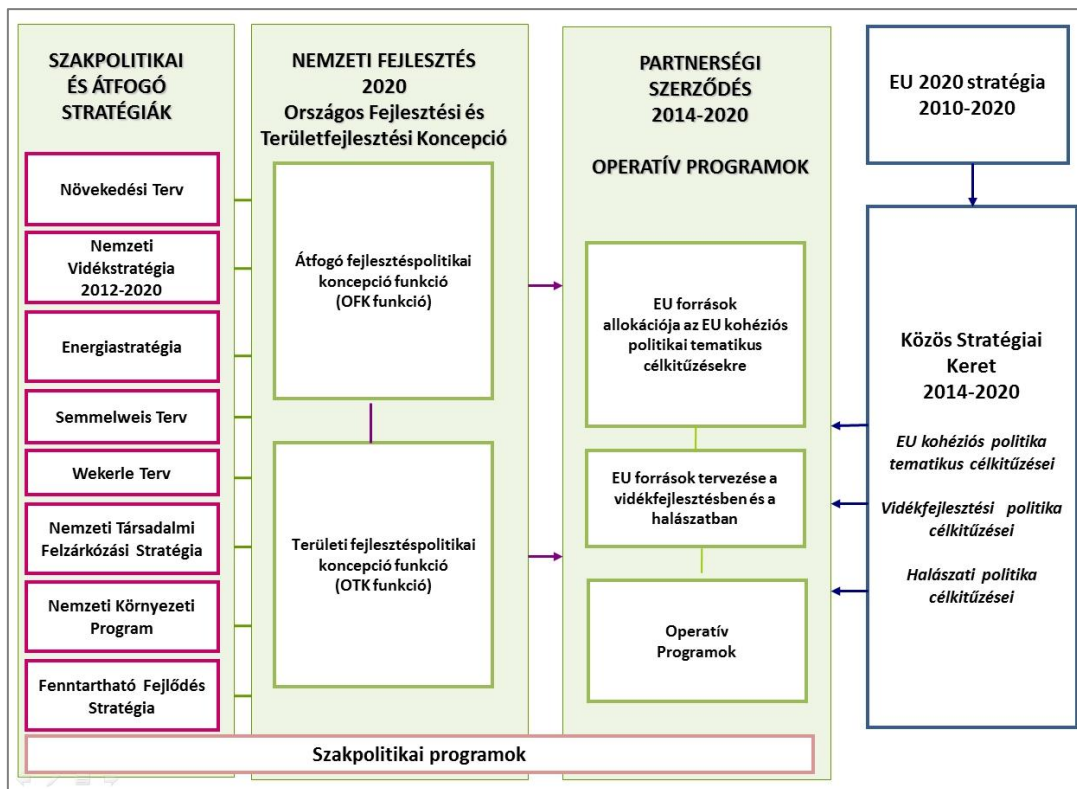 SZAKPOLITIKAI
ÉS ÁTFOGÓ
STRATÉGIÁK
Növekedési Terv
Nemzeti
Vidékstratégia
2012-2020
Energiastratégia
Semmelweis Terv
Wekerle Terv
Nemzeti Társadalmi
Felzárkózási Stratégia
Nemzeti Környezeti
Program
Fenntartható Fejlődés
Stratégia
NEMZETI FEJLESZTÉS
2020
Országos Fejlesztési és
Területfejlesztési Koncepció
Átfogó fejlesztéspolitikai
koncepció funkció
(OFK funkció)
Területi fejlesztéspolitikai
koncepció funkció
(OTK funkció)
PARTNERSÉGI
SZERZŐDÉS
2014-2020
OPERATÍV PROGRAMOK
EU források
allokációja az EU kohéziós
politikai tematikus
célkitűzésekre
EU források tervezése a
vidékfejlesztésben és a
halászatban
Operatív
Programok
Szakpolitikai programok
EU 2020 stratégia
2010-2020
Közös Stratégiai
Keret
2014-2020
EU kohéziós politika
tematikus célkitűzései
Vidékfejlesztési politika
célkitűzései
Halászati politika
célkitűzései